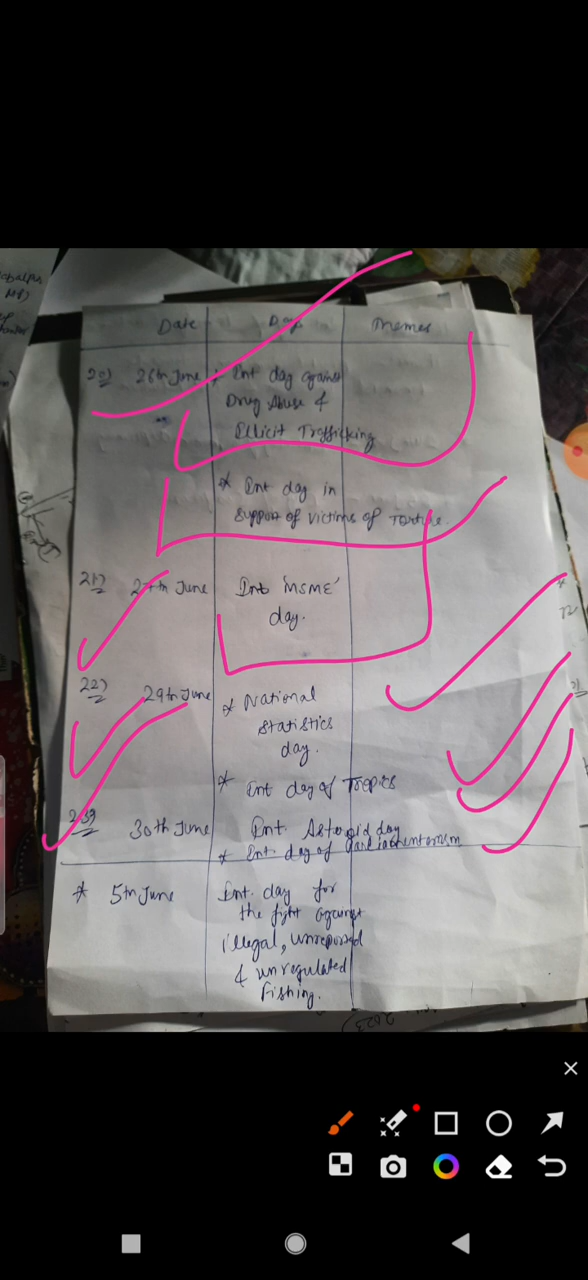 Date Days Themes
20) 26th June * Int day against
Drug Abuse &
Illicit Trafficking
* Int day in
support of victims of Torture.
21) 27th June Int 'MSME'
day.
22) 29th June * National
statistics
day.
* Int day of Tropics
23) 30th June Int. Asteroid day
* Int. day of parliamentarism
* 5th June Int. day for
the fight against
illegal, unreported
& unregulated
Fishing.
2023